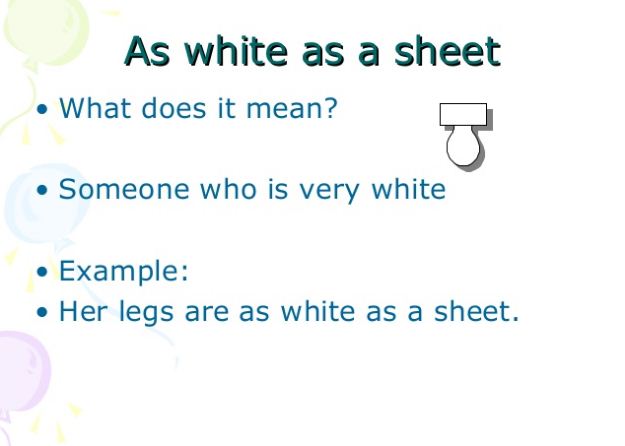 As white as a sheet
• What does it mean?
• Someone who is very white
• Example:
• Her legs are as white as a sheet.